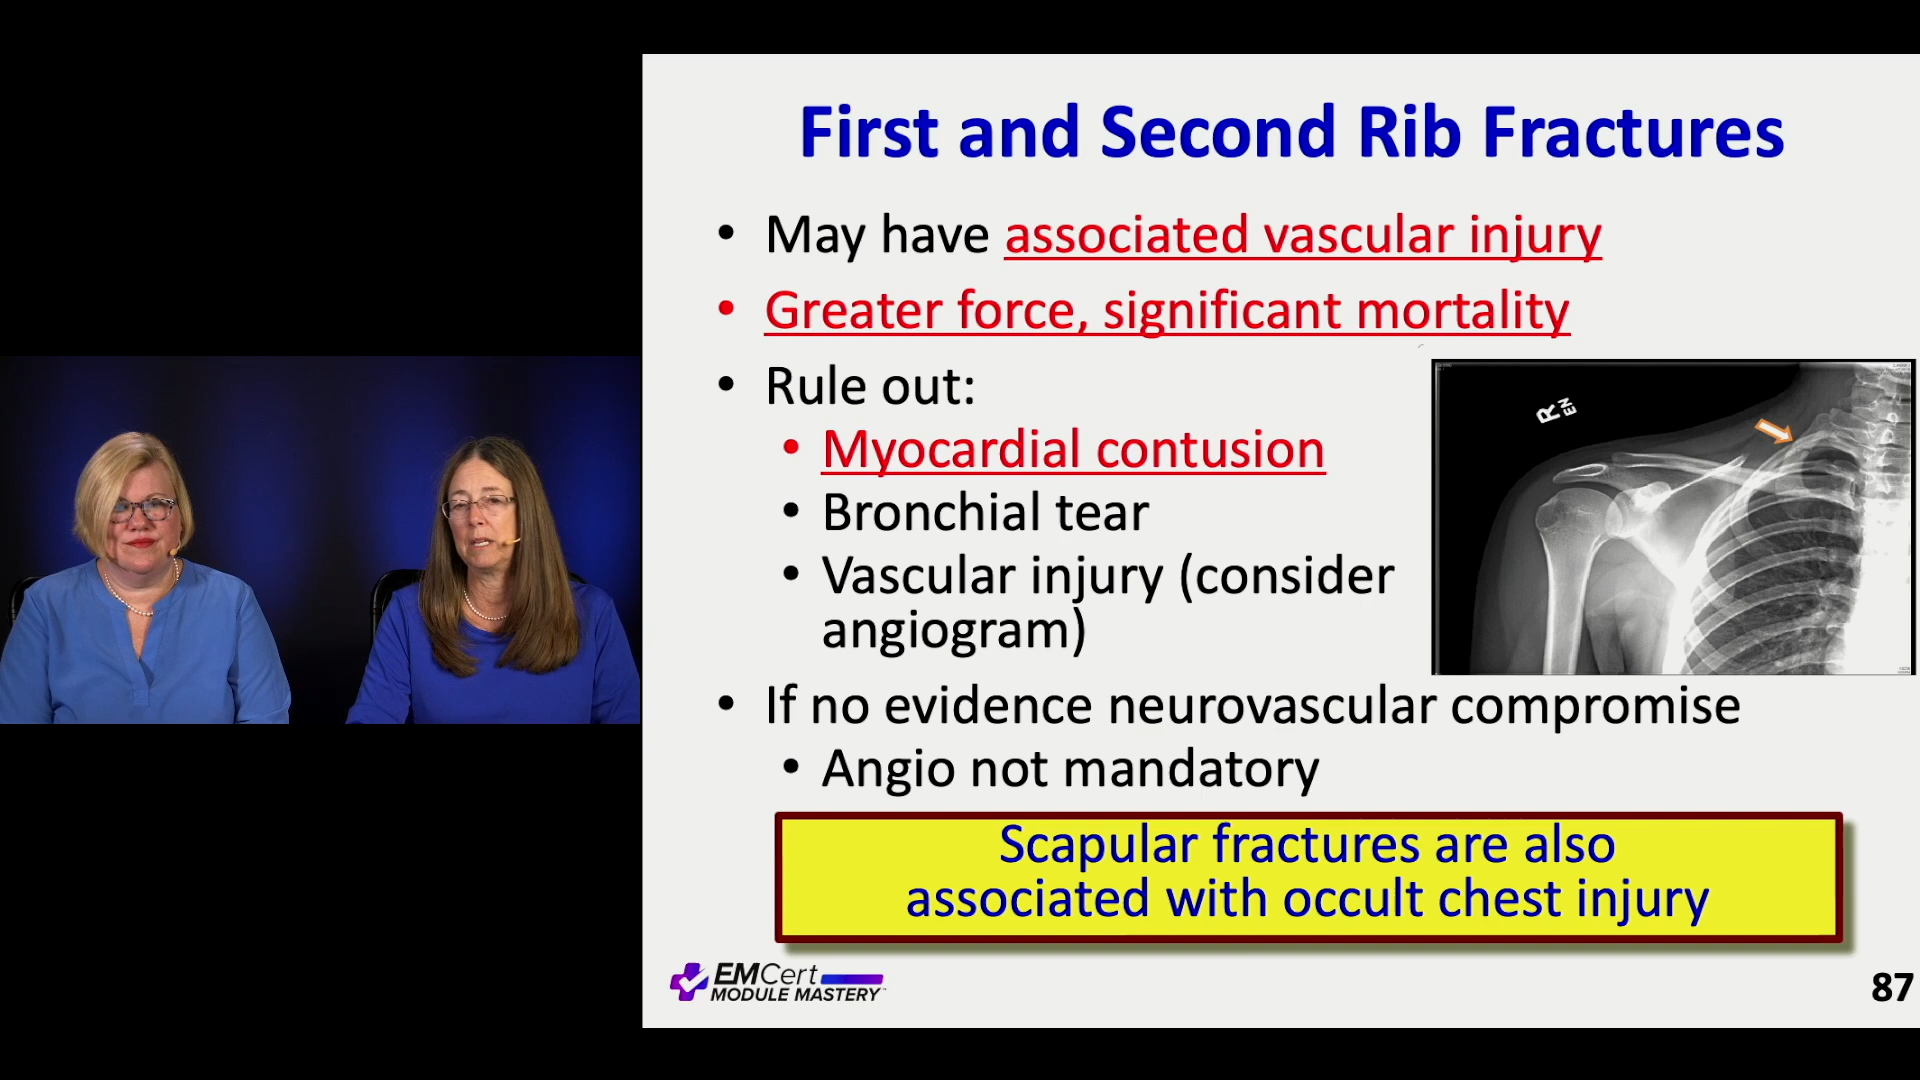 First and Second Rib Fractures
• May have associated vascular injury
• Greater force, significant mortality
• Rule out:
• Myocardial contusion
• Bronchial tear
• Vascular injury (consider
angiogram)
R
EN
• If no evidence neurovascular compromise
• Angio not mandatory
Scapular fractures are also
associated with occult chest injury
EMCert
MODULE MASTERY™
87